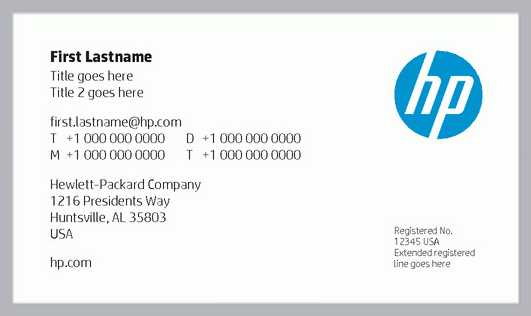 First Lastname
Title goes here
Title 2 goes here
hp
first.lastname@hp.com
T +1 000 000 0000 D +1 000 000 0000
M +1 000 000 0000 T +1 000 000 0000
Hewlett-Packard Company
1216 Presidents Way
Huntsville, AL 35803
USA
hp.com
Registered No.
12345 USA
Extended registered
line goes here